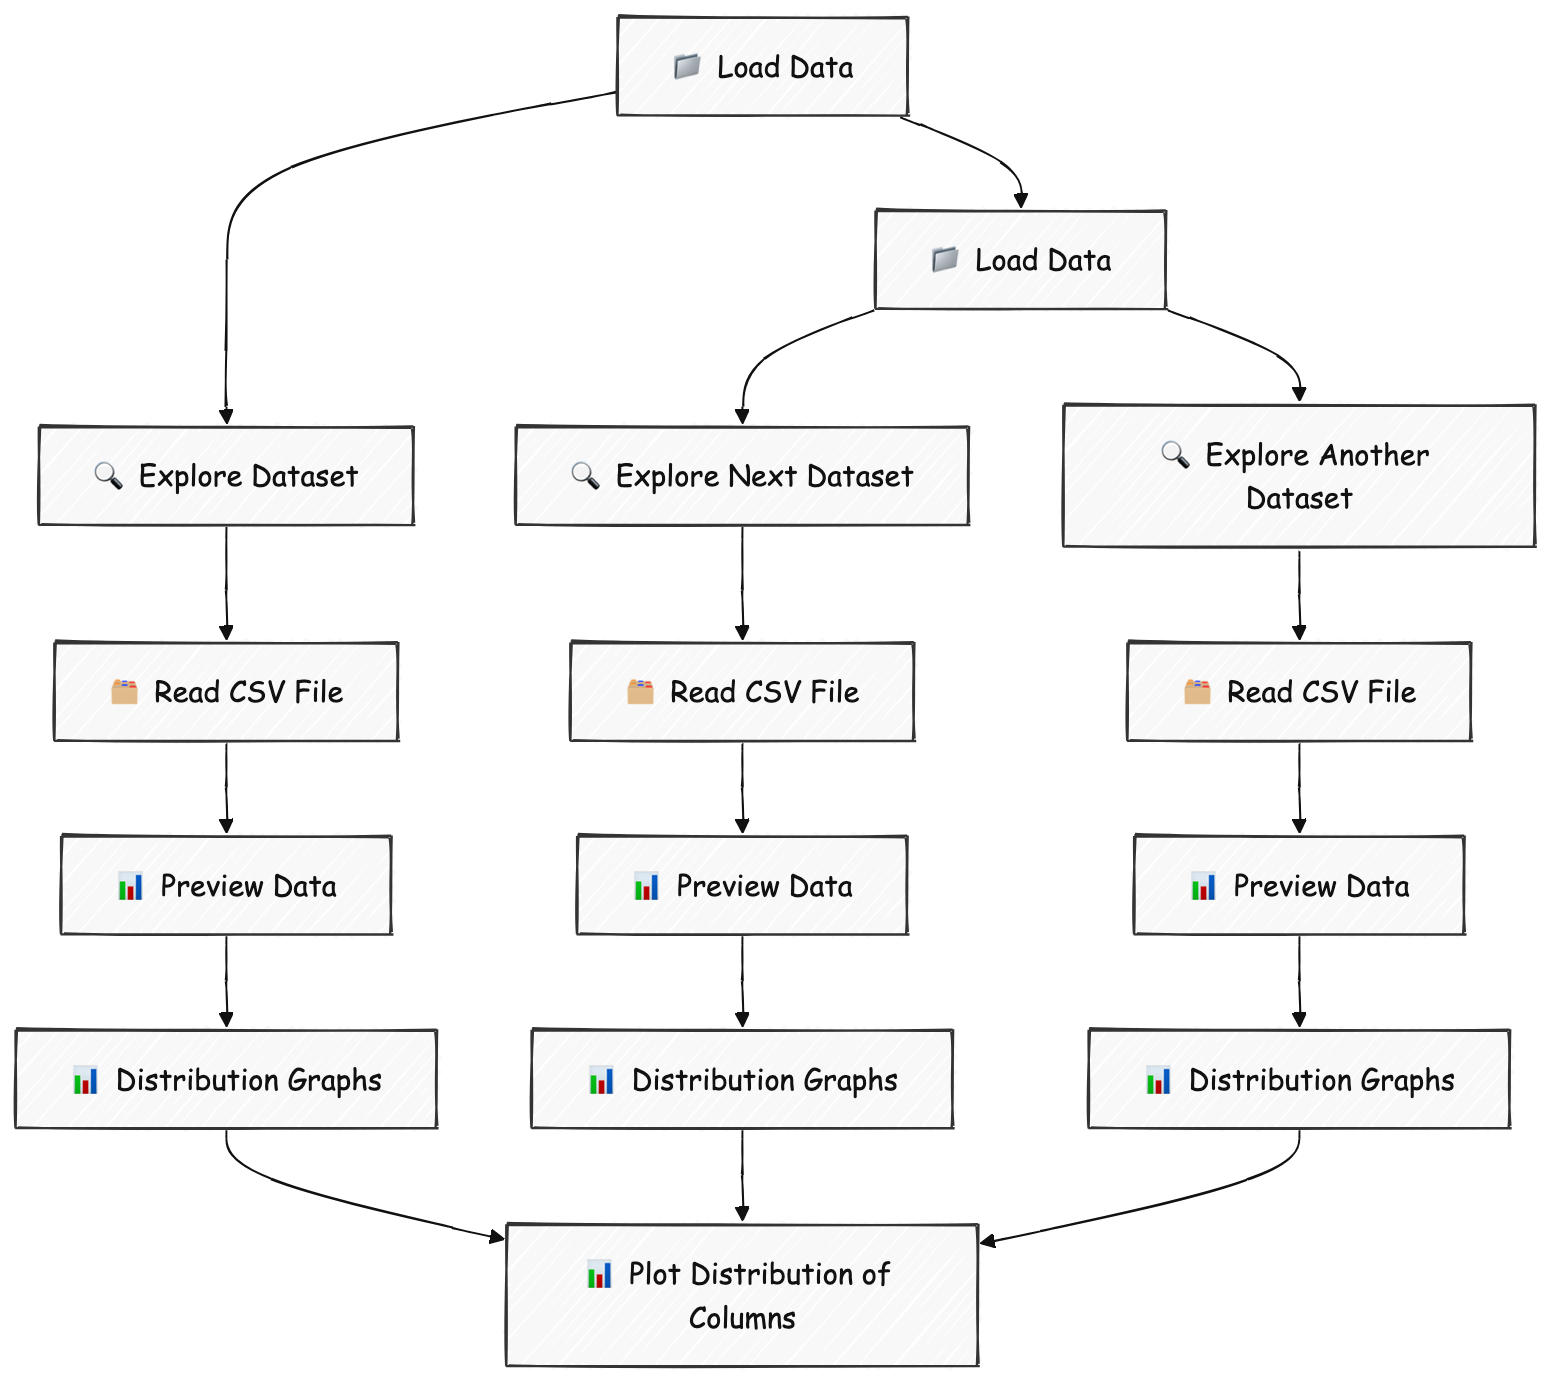 Load Data
Load Data
Explore Dataset
Explore Next Dataset
Explore Another
Dataset
Read CSV File
Read CSV File
Read CSV File
Preview Data
Preview Data
Preview Data
Distribution Graphs
Distribution Graphs
Distribution Graphs
Plot Distribution of
Columns